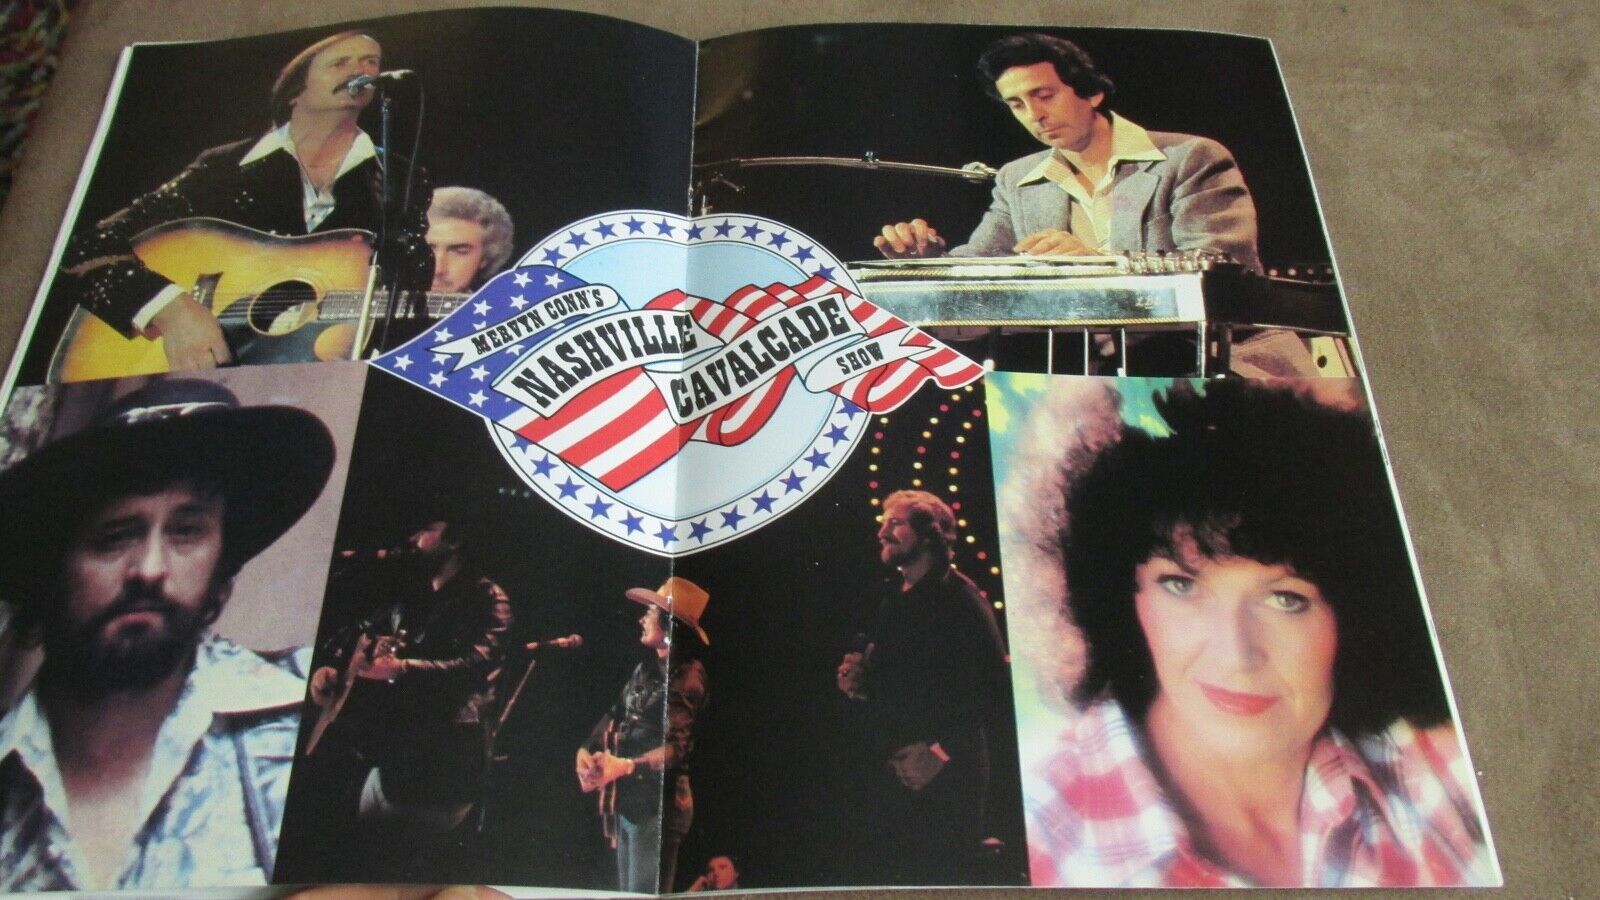 MERVYN CONN'S
NASHVILLE
CAVALCADE
SHOW